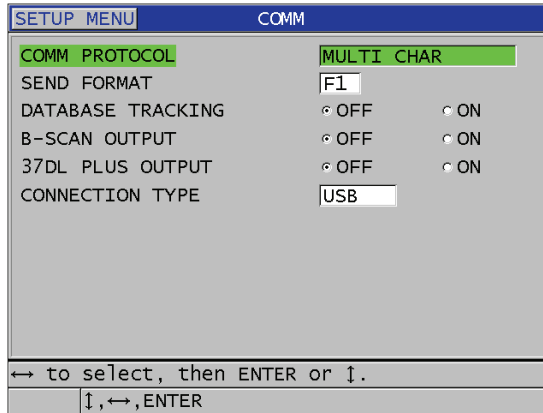 SETUP MENU COMM
COMM PROTOCOL MULTI CHAR
SEND FORMAT F1
DATABASE TRACKING OFF ON
B-SCAN OUTPUT OFF ON
37DL PLUS OUTPUT OFF ON
CONNECTION TYPE USB
↔ to select, then ENTER or ↕.
↕,↔,ENTER